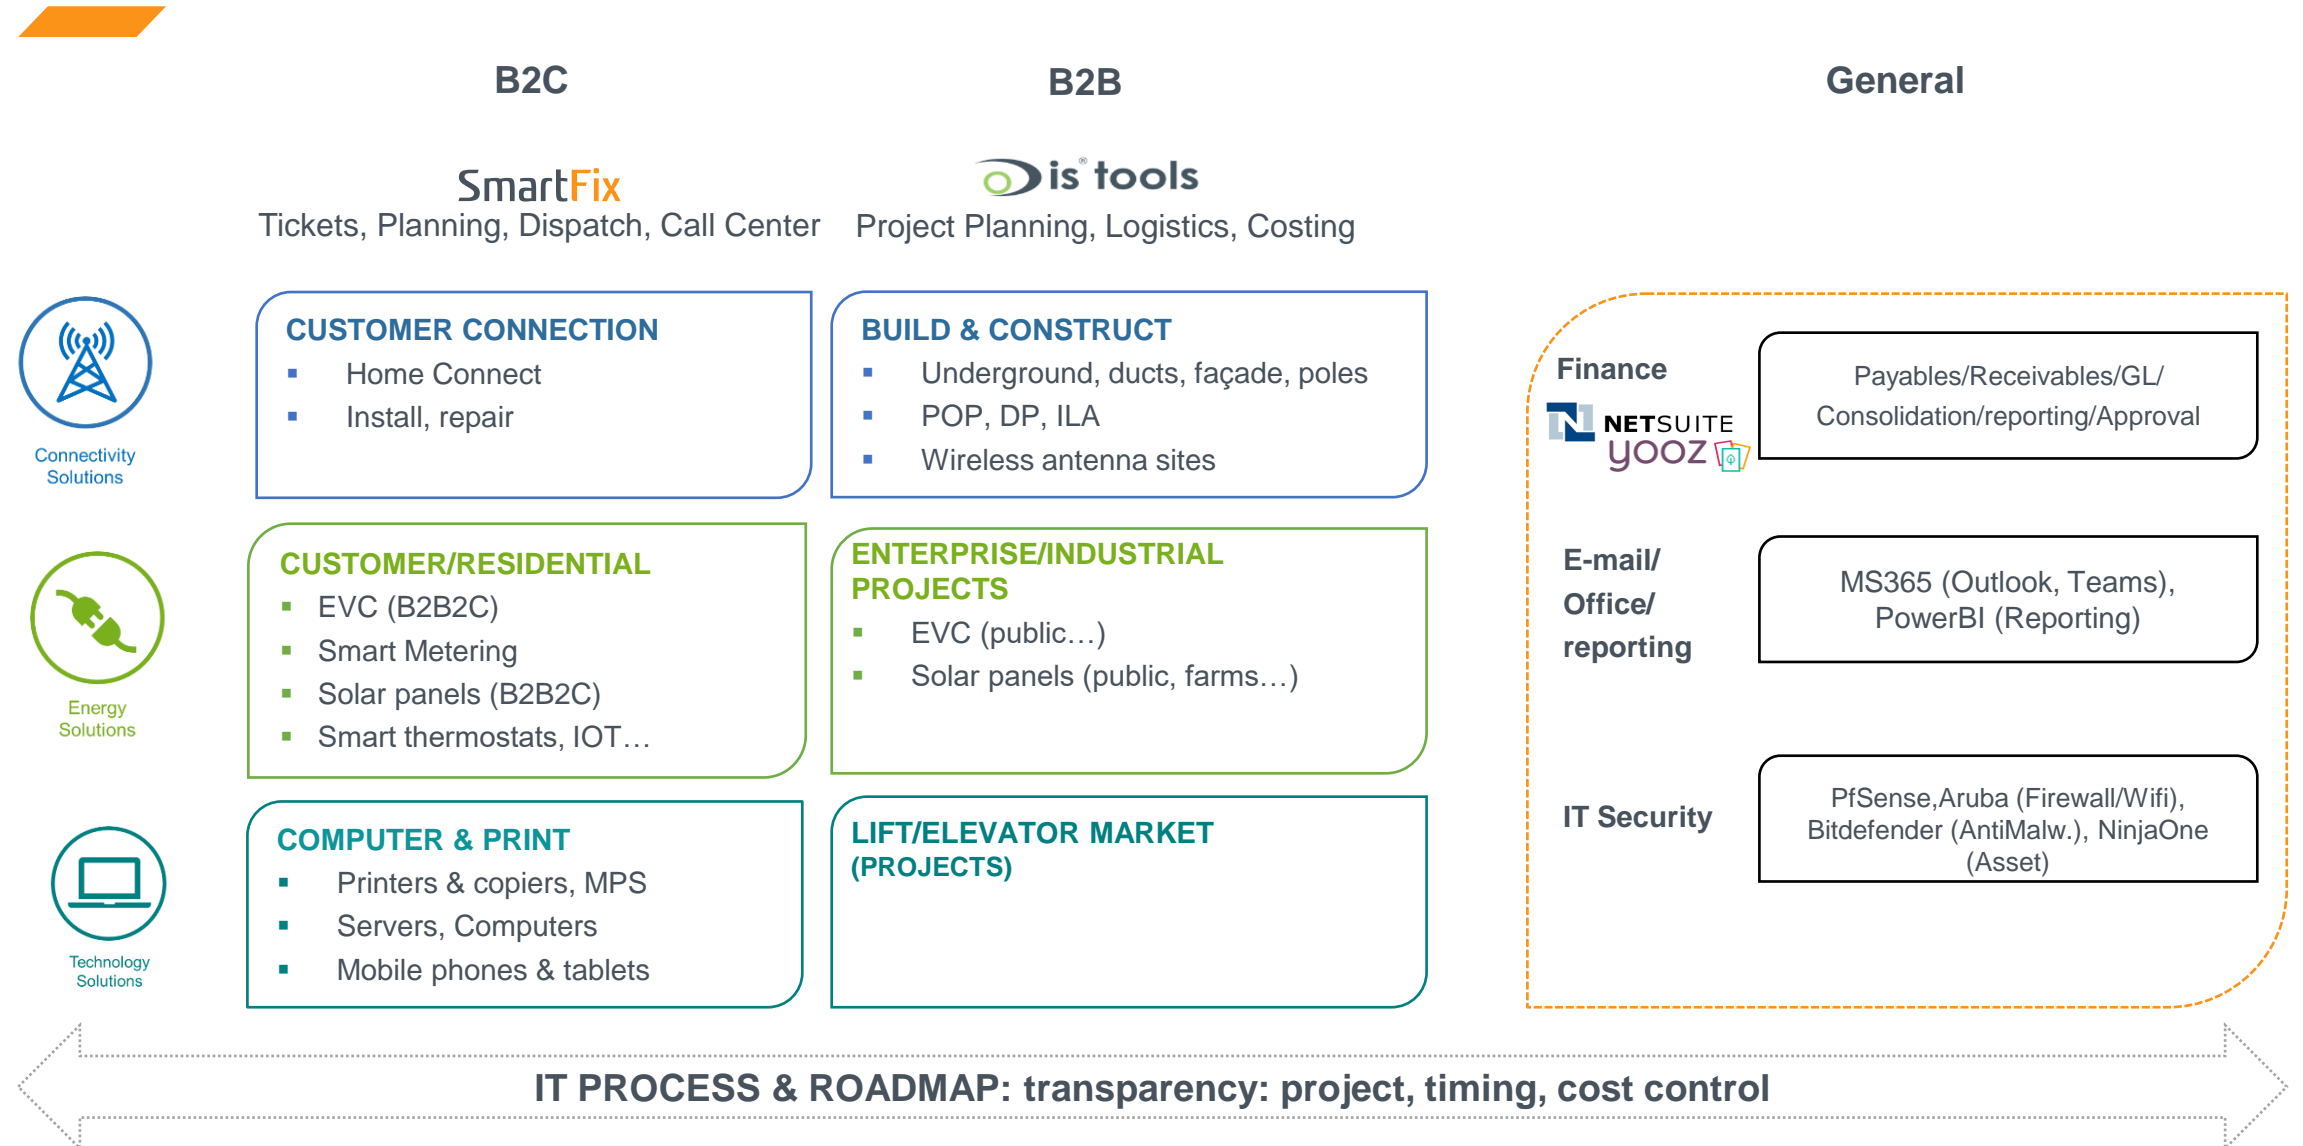 B2C
B2B
General
SmartFix
Tickets, Planning, Dispatch, Call Center
is® tools
Project Planning, Logistics, Costing
Connectivity
Solutions
CUSTOMER CONNECTION
▪ Home Connect
▪ Install, repair
BUILD & CONSTRUCT
▪ Underground, ducts, façade, poles
▪ POP, DP, ILA
▪ Wireless antenna sites
Finance
NETSUITE
yooz
Payables/Receivables/GL/
Consolidation/reporting/Approval
Energy
Solutions
CUSTOMER/RESIDENTIAL
▪ EVC (B2B2C)
▪ Smart Metering
▪ Solar panels (B2B2C)
▪ Smart thermostats, IOT…
ENTERPRISE/INDUSTRIAL
PROJECTS
▪ EVC (public…)
▪ Solar panels (public, farms…)
E-mail/
Office/
reporting
MS365 (Outlook, Teams),
PowerBI (Reporting)
Technology
Solutions
COMPUTER & PRINT
▪ Printers & copiers, MPS
▪ Servers, Computers
▪ Mobile phones & tablets
LIFT/ELEVATOR MARKET
(PROJECTS)
IT Security
PfSense,Aruba (Firewall/Wifi),
Bitdefender (AntiMalw.), NinjaOne
(Asset)
IT PROCESS & ROADMAP: transparency: project, timing, cost control